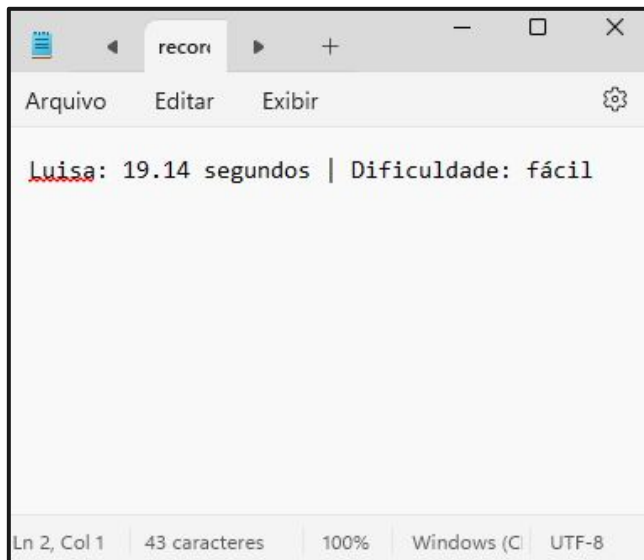 recor
Arquivo Editar Exibir
Luisa: 19.14 segundos | Dificuldade: fácil
Ln 2, Col 1 43 caracteres 100% Windows (C UTF-8